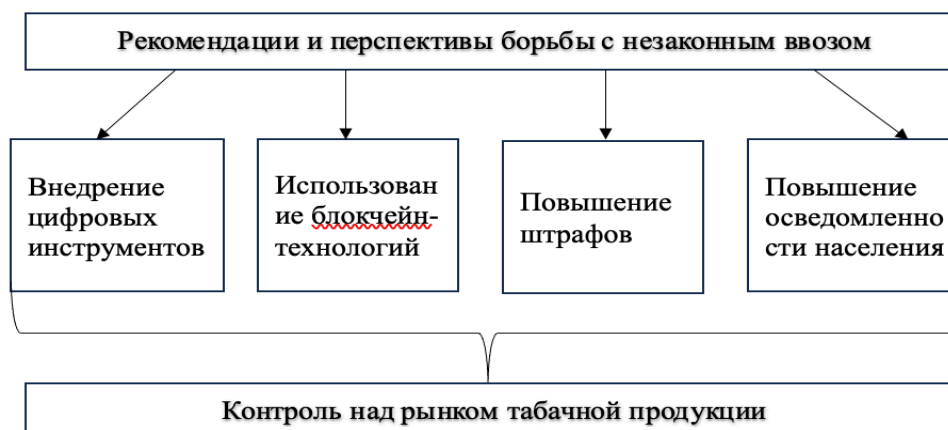 Рекомендации и перспективы борьбы с незаконным ввозом
Внедрение
цифровых
инструментов
Использован
ие блокчейн-
технологий
Повышение
штрафов
Повышение
осведомленно
сти населения
Контроль над рынком табачной продукции